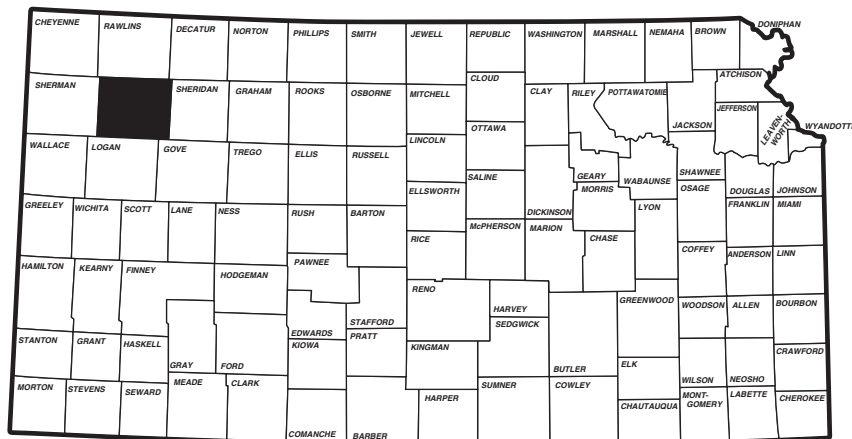 CHEYENNE
RAWLINS
DECATUR
NORTON
PHILLIPS
SMITH
JEWELL
REPUBLIC
WASHINGTON
MARSHALL
NEMAHA
BROWN
DONIPHAN
SHERMAN
SHERIDAN
GRAHAM
ROOKS
OSBORNE
MITCHELL
CLOUD
CLAY
RILEY
POTTAWATOMIE
JACKSON
ATCHISON
JEFFERSON
LEAVEN-
WORTH
WYANDOTT
WALLACE
LOGAN
GOVE
TREGO
ELLIS
RUSSELL
LINCOLN
OTTAWA
ELLSWORTH
SALINE
DICKINSON
GEARY
MORRIS
WABAUNSE
SHAWNEE
OSAGE
DOUGLAS
JOHNSON
GREELEY
WICHITA
SCOTT
LANE
NESS
RUSH
BARTON
RICE
McPHERSON
MARION
CHASE
LYON
COFFEY
FRANKLIN
MIAMI
ANDERSON
LINN
HAMILTON
KEARNY
FINNEY
HODGEMAN
PAWNEE
EDWARDS
STAFFORD
RENO
HARVEY
SEDGWICK
BUTLER
GREENWOOD
WOODSON
ALLEN
BOURBON
STANTON
GRANT
HASKELL
GRAY
FORD
KIOWA
PRATT
KINGMAN
ELK
WILSON
NEOSHO
CRAWFORD
MORTON
STEVENS
SEWARD
MEADE
CLARK
COMANCHE
BARBER
HARPER
SUMNER
COWLEY
CHAUTAUQUA
MONT-
GOMERY
LABETTE
CHEROKEE